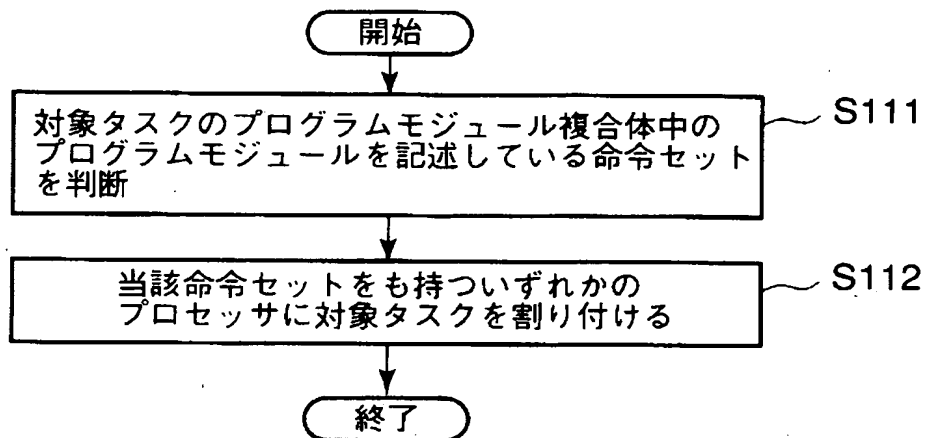 開始
対象タスクのプログラムモジュール複合体中の
プログラムモジュールを記述している命令セット
を判断
S111
当該命令セットをも持ついずれかの
プロセッサに対象タスクを割り付ける
S112
終了